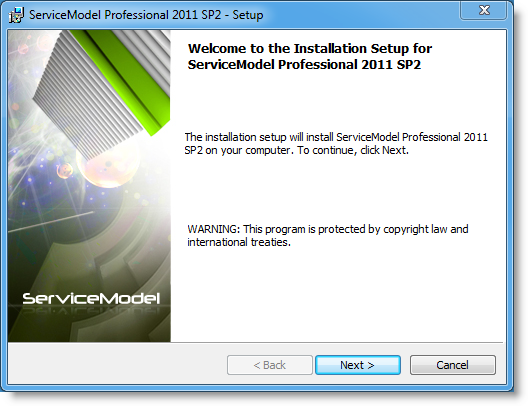 ServiceModel Professional 2011 SP2 - Setup
Welcome to the Installation Setup for
ServiceModel Professional 2011 SP2
The installation setup will install ServiceModel Professional 2011
SP2 on your computer. To continue, click Next.
WARNING: This program is protected by copyright law and
international treaties.
ServiceModel
< Back
Next >
Cancel